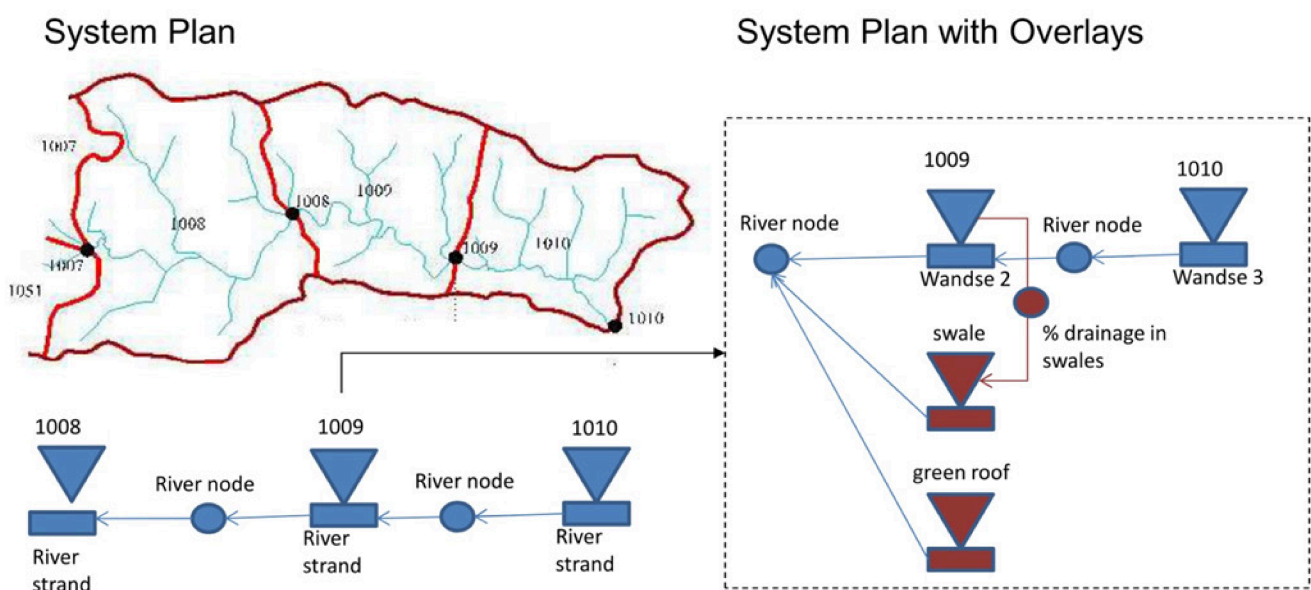 System Plan
System Plan with Overlays
1007
1008
1009
1008
1009
1010
1007
1051
1010
1008
1009
1010
River node
River node
River
strand
River
strand
River
strand
1009
1010
River node
River node
Wandse 2
Wandse 3
swale
% drainage in
swales
green roof